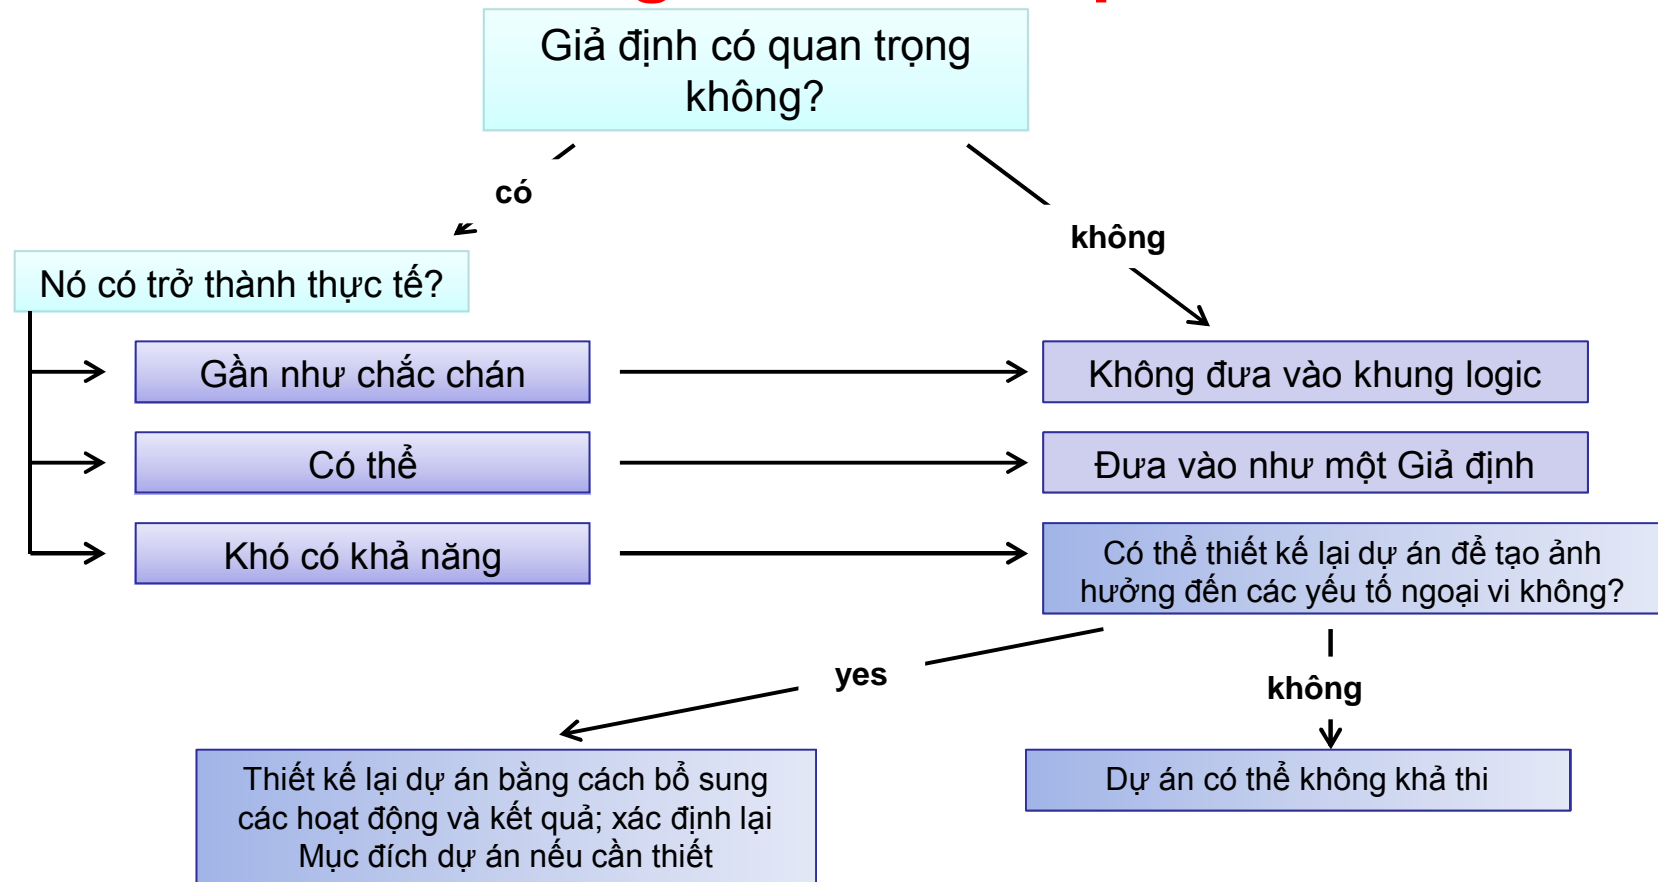 Giả định có quan trọng
không?
có
không
Nó có trở thành thực tế?
Gần như chắc chán
Không đưa vào khung logic
Có thể
Đưa vào như một Giả định
Khó có khả năng
Có thể thiết kế lại dự án để tạo ảnh
hưởng đến các yếu tố ngoại vi không?
yes
không
Thiết kế lại dự án bằng cách bổ sung
các hoạt động và kết quả; xác định lại
Mục đích dự án nếu cần thiết
Dự án có thể không khả thi